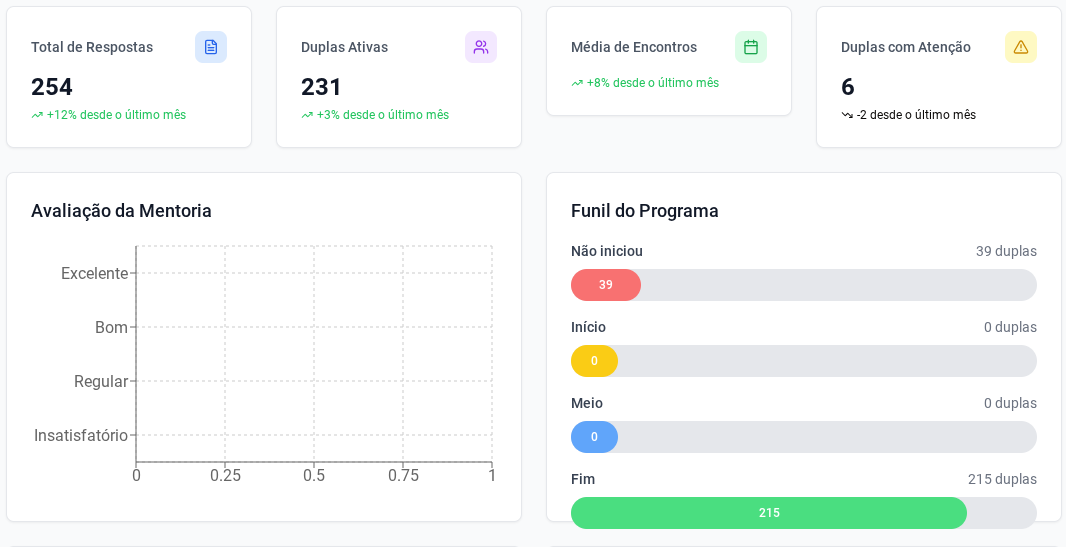 Total de Respostas
254
+12% desde o último mês
Duplas Ativas
231
+3% desde o último mês
Média de Encontros
+8% desde o último mês
Duplas com Atenção
6
-2 desde o último mês
Avaliação da Mentoria
Excelente
Bom
Regular
Insatisfatório
0 0.25 0.5 0.75 1
Funil do Programa
Não iniciou 39 duplas
39
Início 0 duplas
0
Meio 0 duplas
0
Fim 215 duplas
215